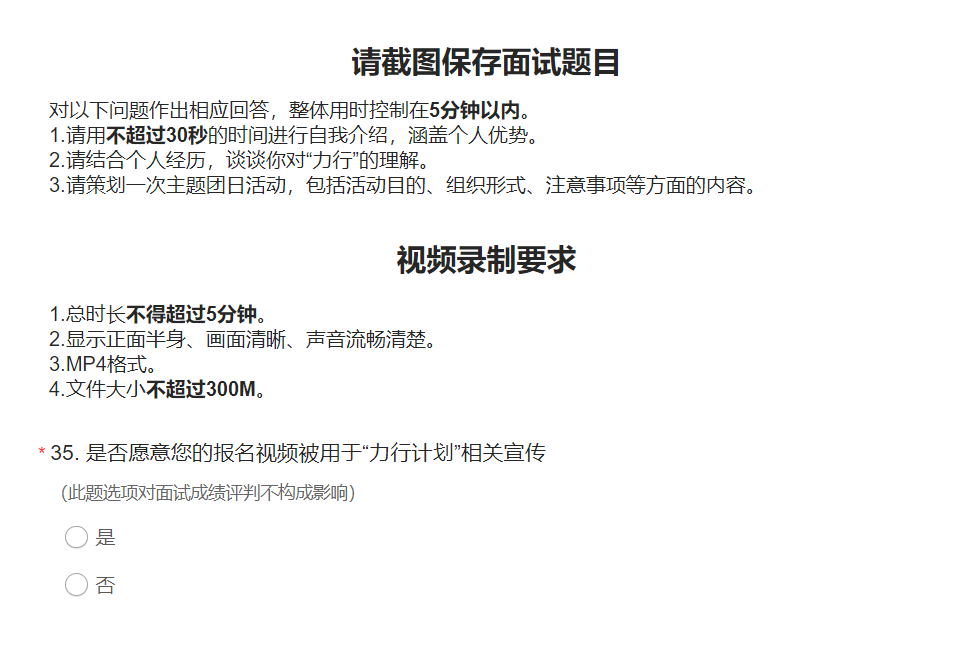 请截图保存面试题目
对以下问题作出相应回答，整体用时控制在5分钟以内。
1.请用不超过30秒的时间进行自我介绍，涵盖个人优势。
2.请结合个人经历，谈谈你对“力行”的理解。
3.请策划一次主题团日活动，包括活动目的、组织形式、注意事项等方面的内容。
视频录制要求
1.总时长不得超过5分钟。
2.显示正面半身、画面清晰、声音流畅清楚。
3.MP4格式。
4.文件大小不超过300M。
* 35. 是否愿意您的报名视频被用于“力行计划”相关宣传
（此题选项对面试成绩评判不构成影响）
是
否